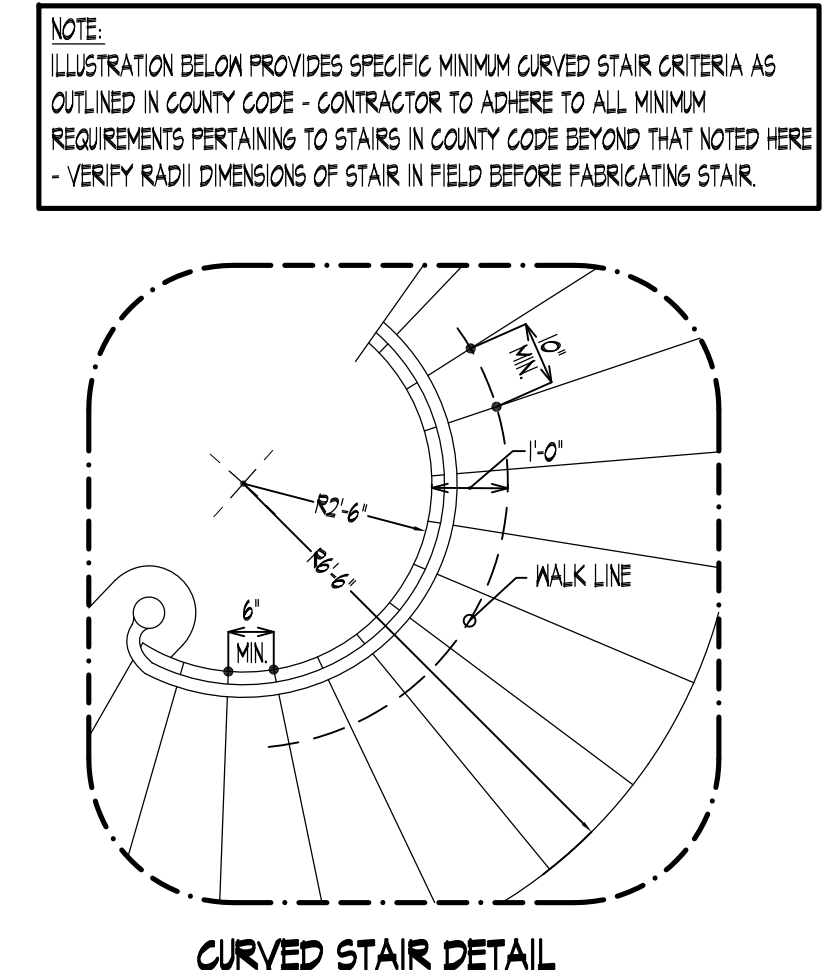 NOTE:
ILLUSTRATION BELOW PROVIDES SPECIFIC MINIMUM CURVED STAIR CRITERIA AS
OUTLINED IN COUNTY CODE - CONTRACTOR TO ADHERE TO ALL MINIMUM
REQUIREMENTS PERTAINING TO STAIRS IN COUNTY CODE BEYOND THAT NOTED HERE
- VERIFY RADII DIMENSIONS OF STAIR IN FIELD BEFORE FABRICATING STAIR.
10"
MIN.
1'-0"
R2'-6"
R6'-6"
WALK LINE
6"
MIN.
CURVED STAIR DETAIL